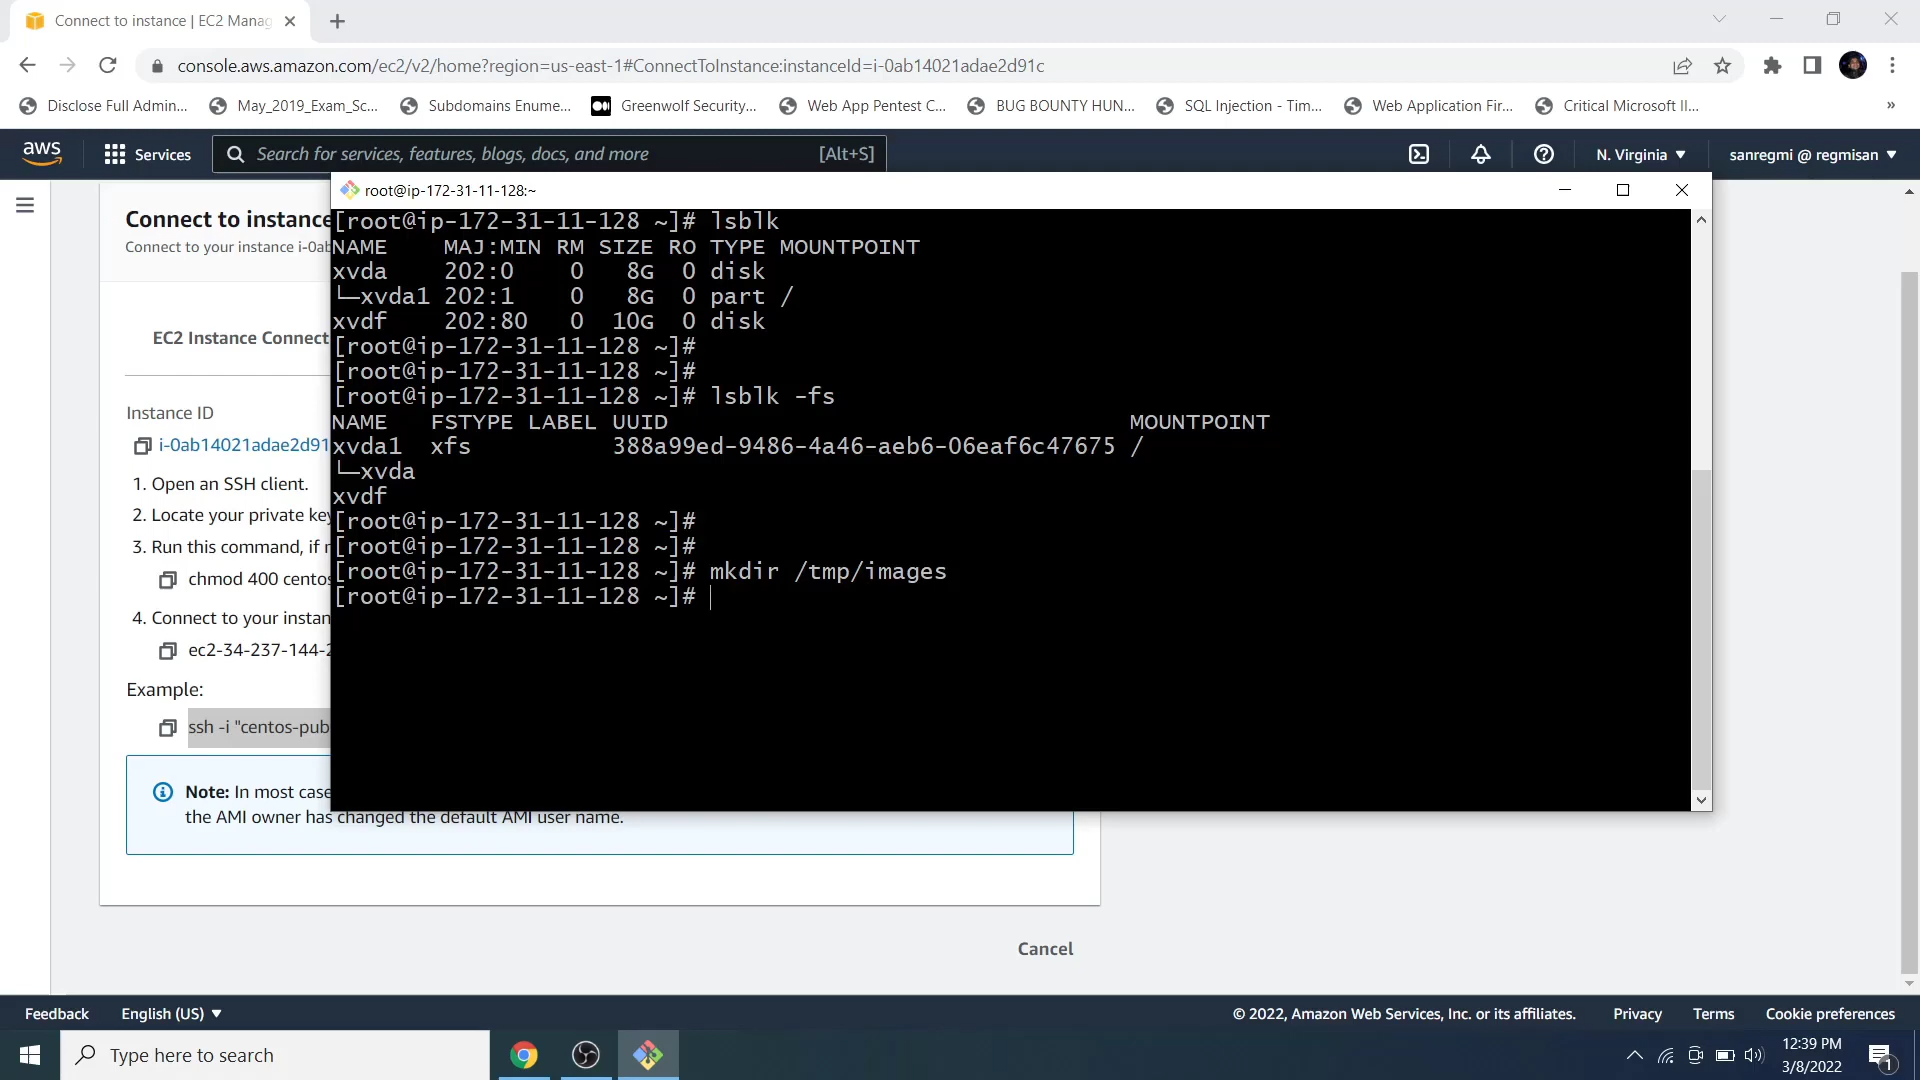 Connect to instance | EC2 Manag
console.aws.amazon.com/ec2/v2/home?region=us-east-1#ConnectToInstance:instanceId=i-0ab14021adae2d91c
Disclose Full Admin... May_2019_Exam_Sc... Subdomains Enume... Greenwolf Security... Web App Pentest C... BUG BOUNTY HUN... SQL Injection - Tim... Web Application Fir... Critical Microsoft II... »
aws Services Search for services, features, blogs, docs, and more [Alt+S] N. Virginia ▼ sanregmi @ regmisan ▼
Connect to instance
Connect to your instance i-0ab
EC2 Instance Connect
Instance ID
i-0ab14021adae2d91
1. Open an SSH client.
2. Locate your private key
3. Run this command, if
chmod 400 centos
4. Connect to your instan
ec2-34-237-144-2
Example:
ssh -i "centos-pub
Note: In most case
the AMI owner has changed the default AMI user name.
Cancel
root@ip-172-31-11-128:~
[root@ip-172-31-11-128 ~]# lsblk
NAME MAJ:MIN RM SIZE RO TYPE MOUNTPOINT
xvda 202:0 0 8G 0 disk
└─xvda1 202:1 0 8G 0 part /
xvdf 202:80 0 10G 0 disk
[root@ip-172-31-11-128 ~]#
[root@ip-172-31-11-128 ~]#
[root@ip-172-31-11-128 ~]# lsblk -fs
NAME FSTYPE LABEL UUID MOUNTPOINT
xvda1 xfs 388a99ed-9486-4a46-aeb6-06eaf6c47675 /
└─xvda
xvdf
[root@ip-172-31-11-128 ~]#
[root@ip-172-31-11-128 ~]#
[root@ip-172-31-11-128 ~]# mkdir /tmp/images
[root@ip-172-31-11-128 ~]#
Feedback English (US) ▼ © 2022, Amazon Web Services, Inc. or its affiliates. Privacy Terms Cookie preferences
Type here to search
12:39 PM
3/8/2022
1